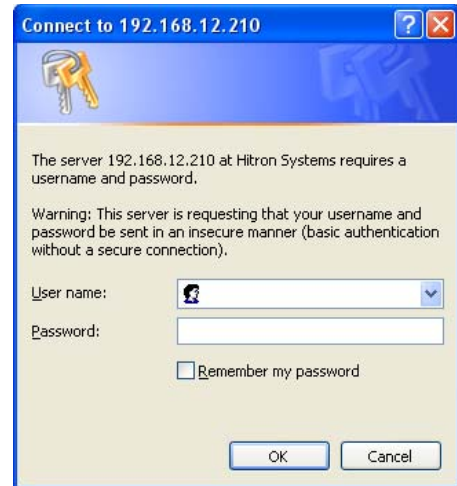 Connect to 192.168.12.210
The server 192.168.12.210 at Hitron Systems requires a
username and password.
Warning: This server is requesting that your username and
password be sent in an insecure manner (basic authentication
without a secure connection).
User name:
Password:
Remember my password
OK Cancel